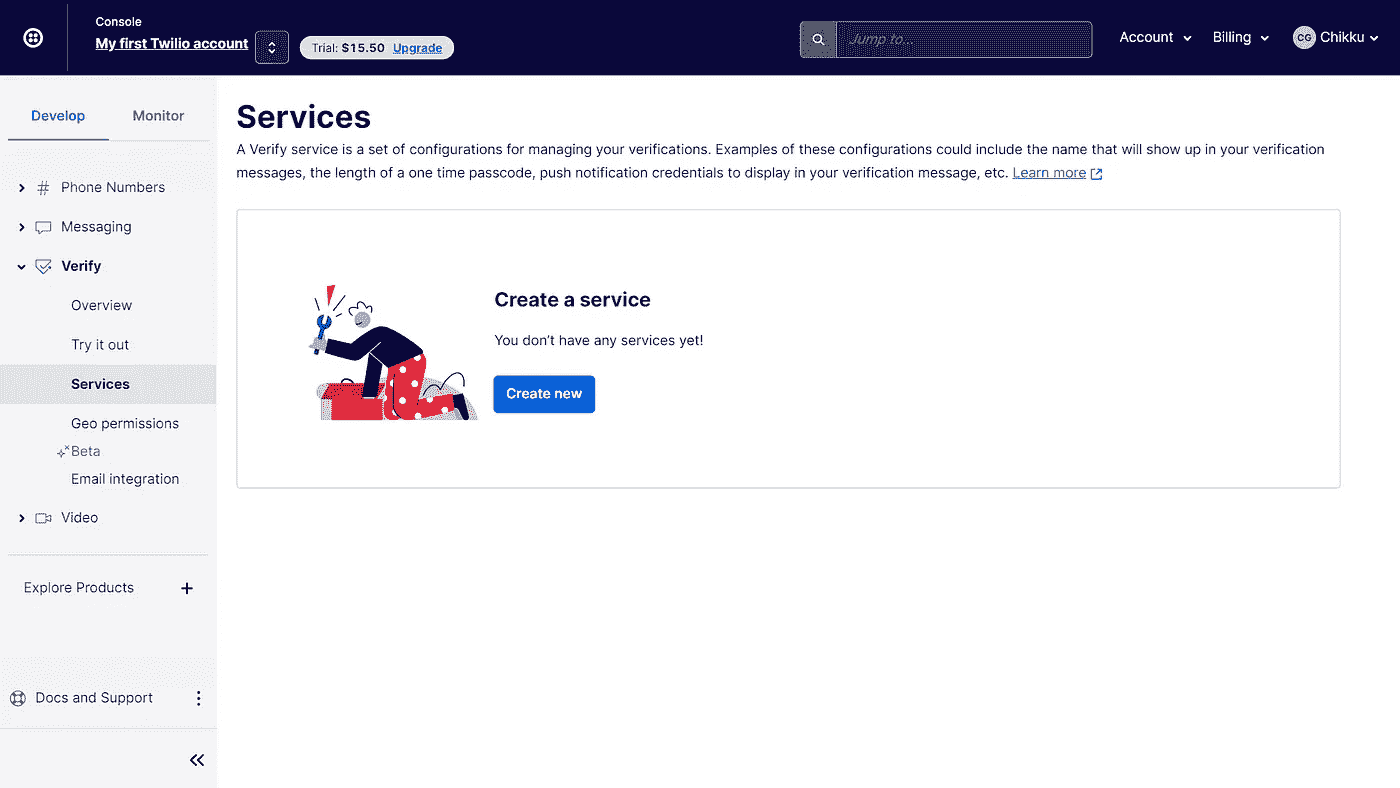 Console
My first Twilio account
Trial: $15.50 Upgrade
Jump to...
Account
Billing
CG Chikku
Develop
Monitor
Phone Numbers
Messaging
Verify
Overview
Try it out
Services
Geo permissions
Beta
Email integration
Video
Explore Products
Docs and Support
Services
A Verify service is a set of configurations for managing your verifications. Examples of these configurations could include the name that will show up in your verification
messages, the length of a one time passcode, push notification credentials to display in your verification message, etc. Learn more
Create a service
You don't have any services yet!
Create new